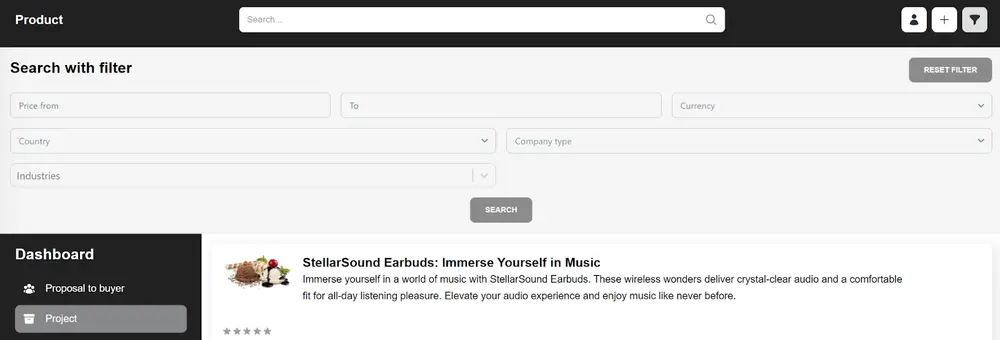 Product
Search...
Search with filter
RESET FILTER
Price from
To
Currency
Country
Company type
Industries
SEARCH
Dashboard
Proposal to buyer
Project
StellarSound Earbuds: Immerse Yourself in Music
Immerse yourself in a world of music with StellarSound Earbuds. These wireless wonders deliver crystal-clear audio and a comfortable
fit for all-day listening pleasure. Elevate your audio experience and enjoy music like never before.